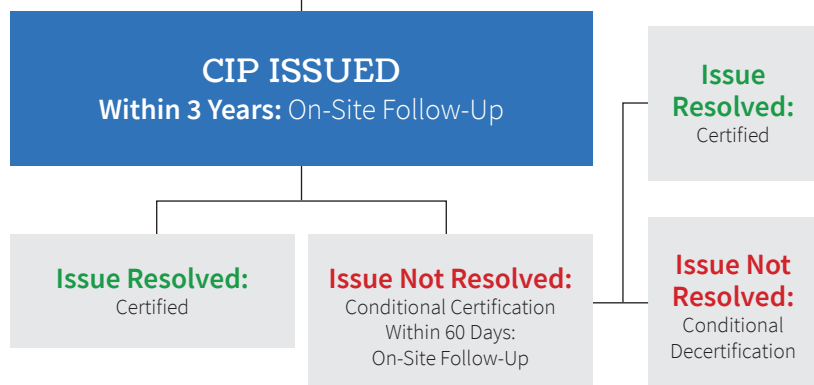 CIP ISSUED
Within 3 Years: On-Site Follow-Up
Issue Resolved:
Certified
Issue Not Resolved:
Conditional Certification
Within 60 Days:
On-Site Follow-Up
Issue
Resolved:
Certified
Issue Not
Resolved:
Conditional
Decertification